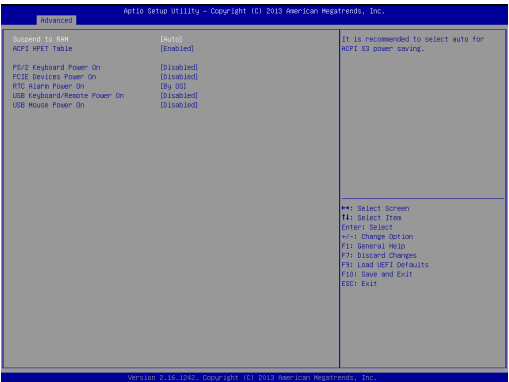 Aptio Setup Utility – Copyright (C) 2013 American Megatrends, Inc.
Advanced
Suspend to RAM [Auto]
ACPI HPET Table [Enabled]
PS/2 Keyboard Power On [Disabled]
PCIE Devices Power On [Disabled]
RTC Alarm Power On [By OS]
USB Keyboard/Remote Power On [Disabled]
USB Mouse Power On [Disabled]
It is recommended to select auto for
ACPI S3 power saving.
→←: Select Screen
↑↓: Select Item
Enter: Select
+/-: Change Option
F1: General Help
F7: Discard Changes
F9: Load UEFI Defaults
F10: Save and Exit
ESC: Exit
Version 2.16.1242. Copyright (C) 2013 American Megatrends, Inc.